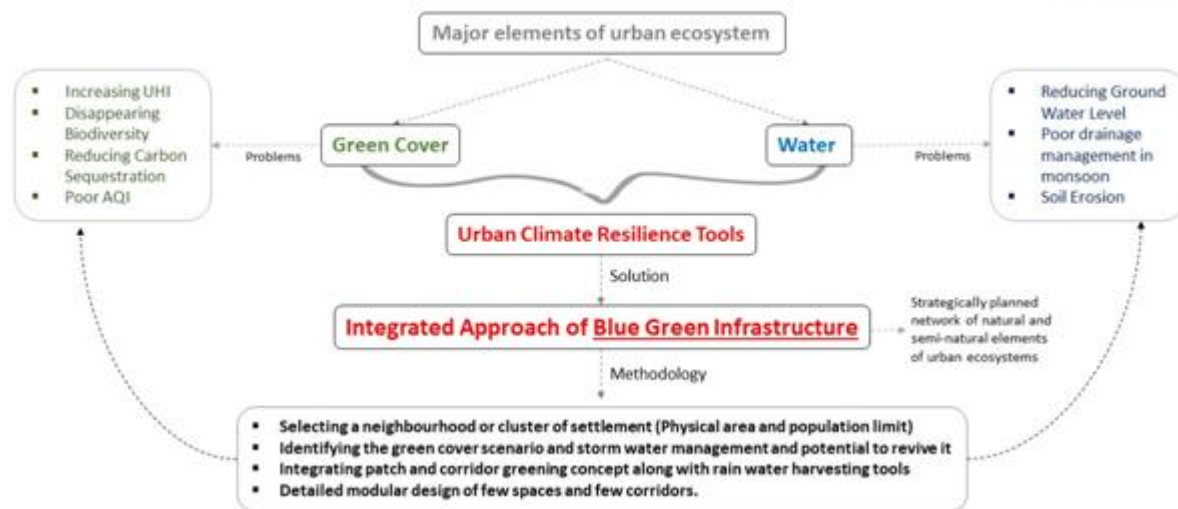 Major elements of urban ecosystem
▪ Increasing UHI
▪ Disappearing
Biodiversity
▪ Reducing Carbon
Sequestration
▪ Poor AQI
Problems
Green Cover
Water
Problems
▪ Reducing Ground
Water Level
▪ Poor drainage
management in
monsoon
▪ Soil Erosion
Urban Climate Resilience Tools
Solution
Integrated Approach of Blue Green Infrastructure
Strategically planned
network of natural and
semi-natural elements
of urban ecosystems
Methodology
▪ Selecting a neighbourhood or cluster of settlement (Physical area and population limit)
▪ Identifying the green cover scenario and storm water management and potential to revive it
▪ Integrating patch and corridor greening concept along with rain water harvesting tools
▪ Detailed modular design of few spaces and few corridors.